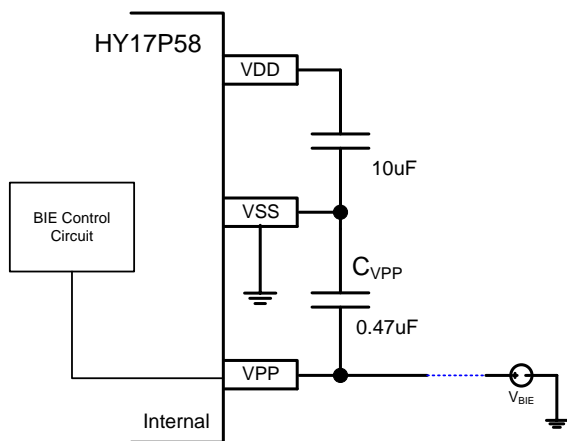 HY17P58
VDD
10uF
BIE Control
Circuit
VSS
CVPP
0.47uF
VPP
VBIE
Internal